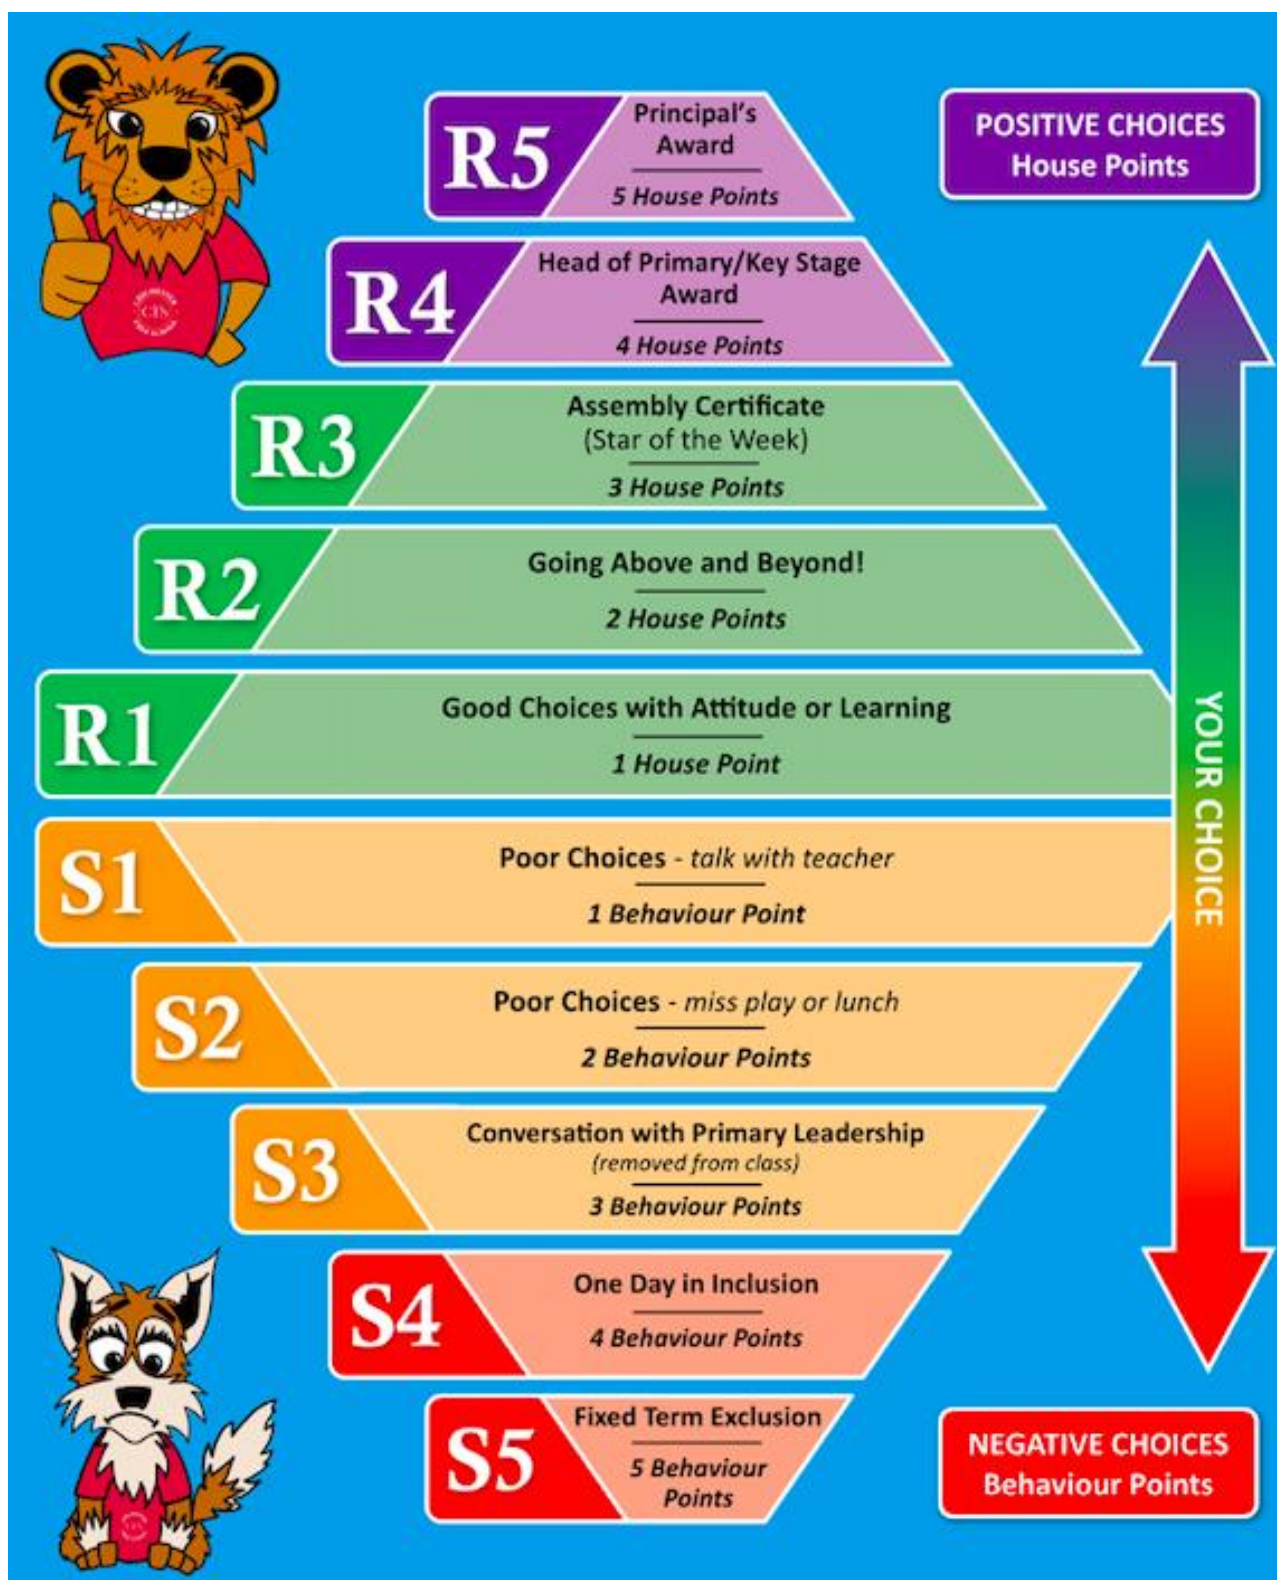 R5
Principal's
Award
5 House Points
POSITIVE CHOICES
House Points
R4
Head of Primary/Key Stage
Award
4 House Points
R3
Assembly Certificate
(Star of the Week)
3 House Points
R2
Going Above and Beyond!
2 House Points
R1
Good Choices with Attitude or Learning
1 House Point
YOUR CHOICE
S1
Poor Choices - talk with teacher
1 Behaviour Point
S2
Poor Choices - miss play or lunch
2 Behaviour Points
S3
Conversation with Primary Leadership
(removed from class)
3 Behaviour Points
S4
One Day in Inclusion
4 Behaviour Points
S5
Fixed Term Exclusion
5 Behaviour
Points
NEGATIVE CHOICES
Behaviour Points